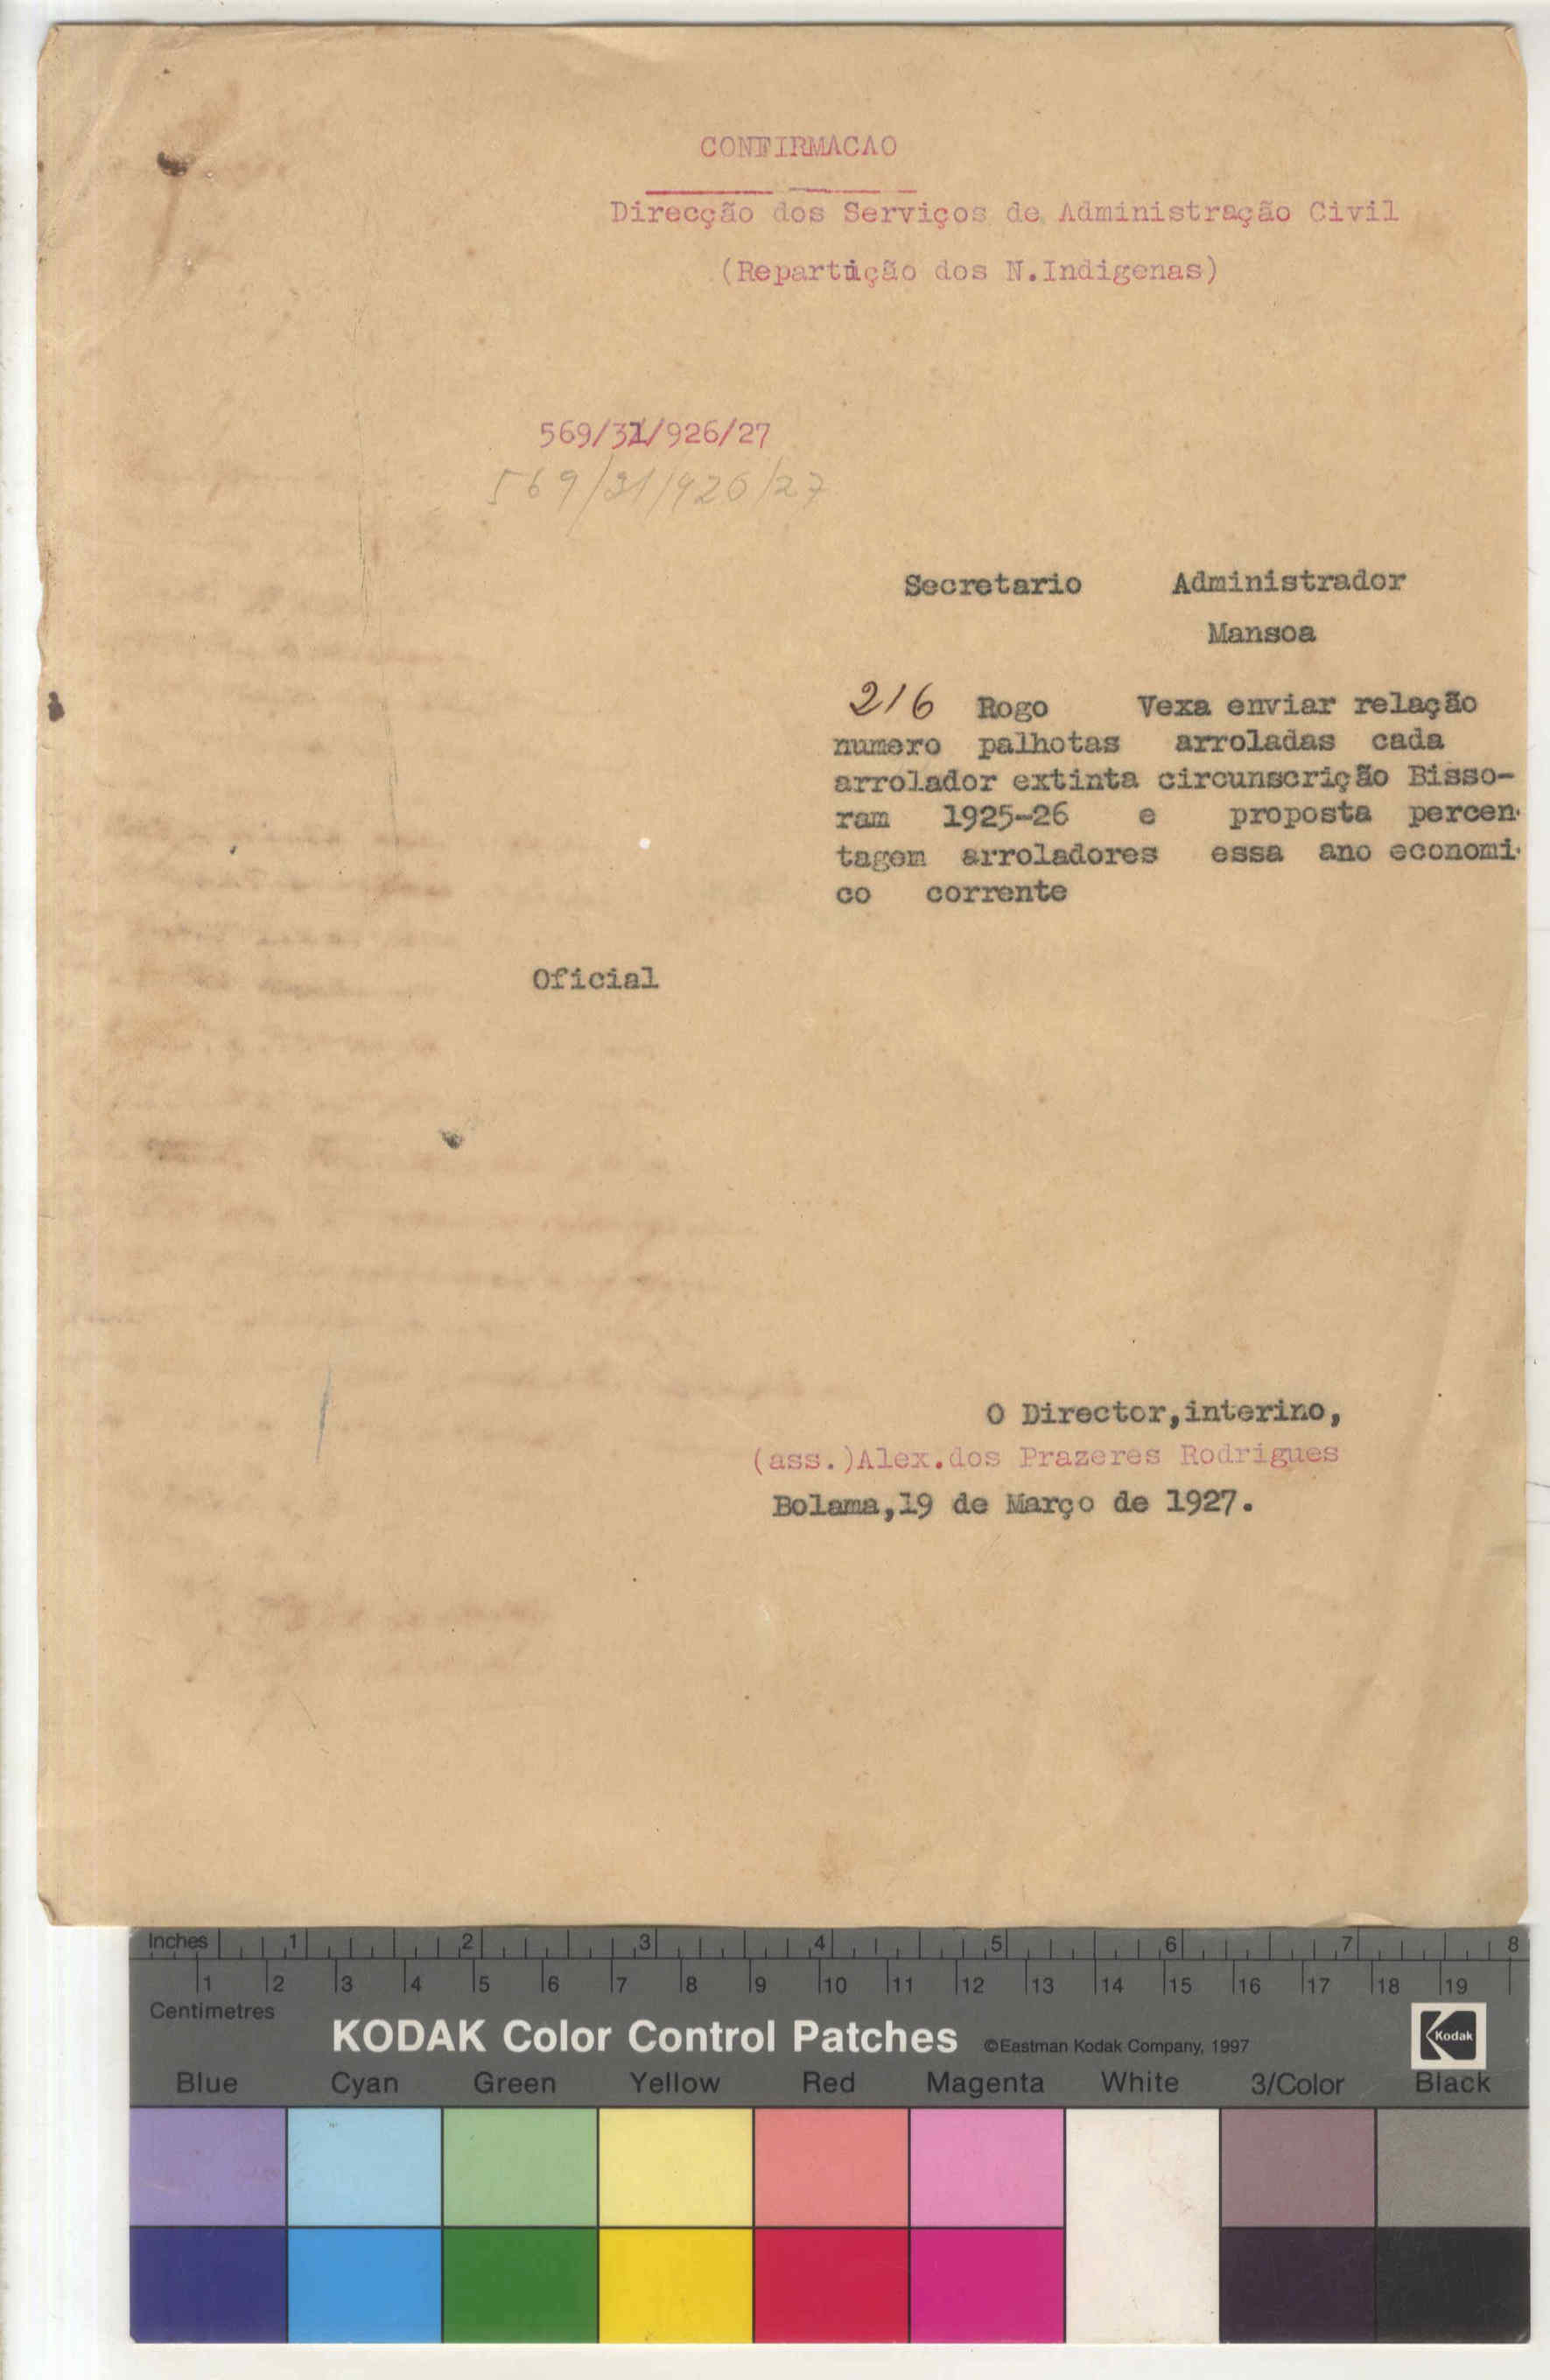 CONFIRMACAO
Direcção dos Serviços de Administração Civil
(Repartição dos N.Indigenas)
569/31/926/27
569/31/926/27
Secretario Administrador
Mansoa
216 Rogo Vexa enviar relação
numero palhotas arroladas cada
arrolador extinta circunscrição Bisso-
ram 1925-26 e proposta percen-
tagem arroladores essa ano economi-
co corrente
Oficial
O Director,interino,
(ass.)Alex.dos Prazeres Rodrigues
Bolama,19 de Março de 1927.
Inches 1 2 3 4 5 6 7 8
1 2 3 4 5 6 7 8 9 10 11 12 13 14 15 16 17 18 19
Centimetres
KODAK Color Control Patches ©Eastman Kodak Company, 1997 Kodak
Blue Cyan Green Yellow Red Magenta White 3/Color Black